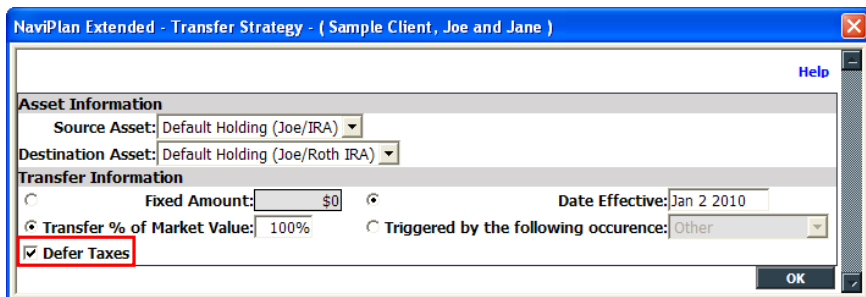 NaviPlan Extended - Transfer Strategy - ( Sample Client, Joe and Jane )
Help
Asset Information
Source Asset: Default Holding (Joe/IRA)
Destination Asset: Default Holding (Joe/Roth IRA)
Transfer Information
Fixed Amount: $0 Date Effective: Jan 2 2010
Transfer % of Market Value: 100% Triggered by the following occurence: Other
Defer Taxes
OK